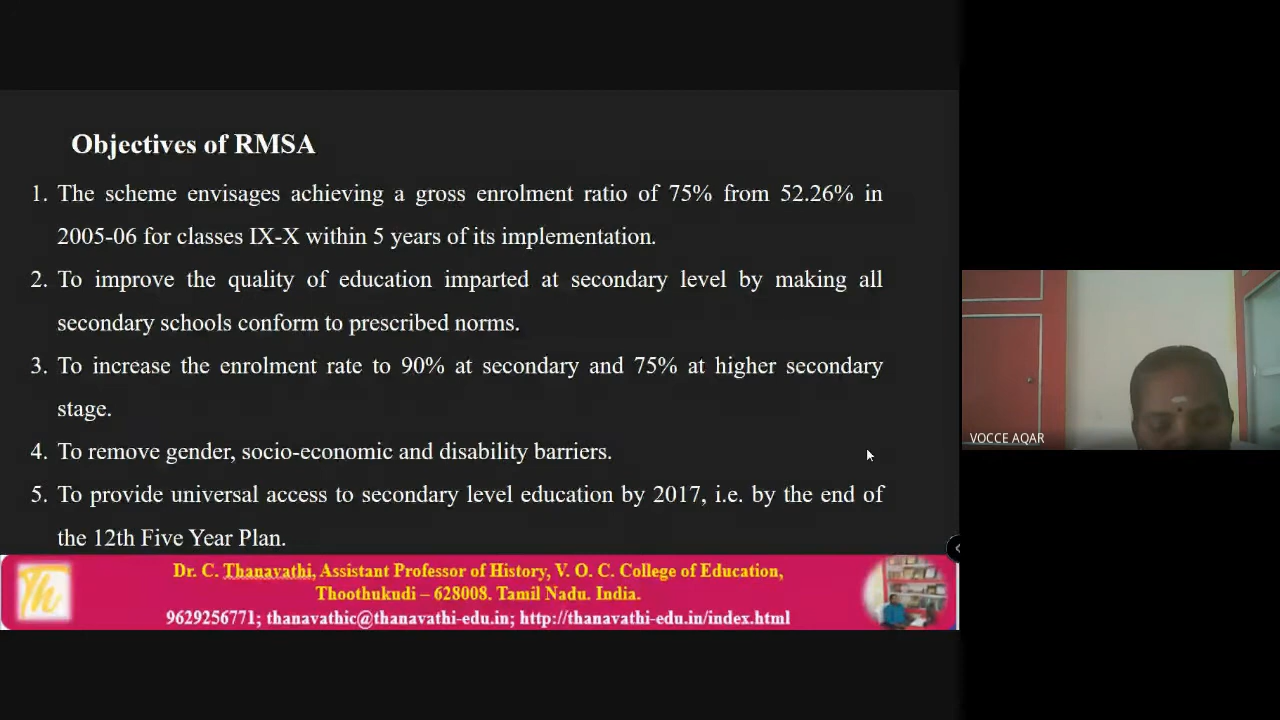 Objectives of RMSA
1. The scheme envisages achieving a gross enrolment ratio of 75% from 52.26% in
2005-06 for classes IX-X within 5 years of its implementation.
2. To improve the quality of education imparted at secondary level by making all
secondary schools conform to prescribed norms.
3. To increase the enrolment rate to 90% at secondary and 75% at higher secondary
stage.
4. To remove gender, socio-economic and disability barriers.
VOCCE AQAR
5. To provide universal access to secondary level education by 2017, i.e. by the end of
the 12th Five Year Plan.
Th
Dr. C. Thanavathi, Assistant Professor of History, V. O. C. College of Education,
Thoothukudi – 628008. Tamil Nadu. India.
9629256771; thanavathic@thanavathi-edu.in; http://thanavathi-edu.in/index.html